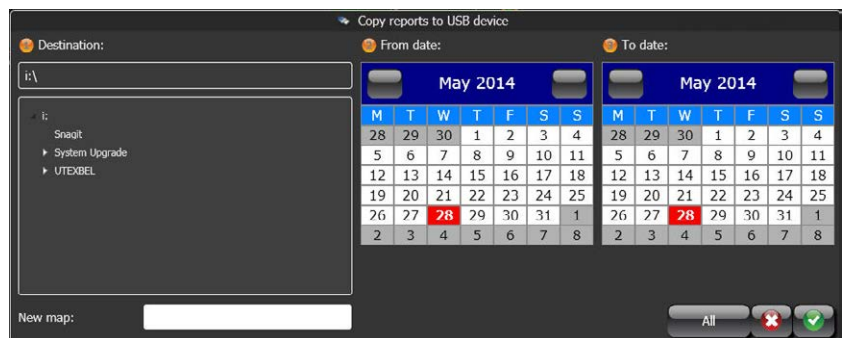 Copy reports to USB device
Destination:
i:\
i:
Snagit
System Upgrade
UTEXBEL
New map:
From date:
May 2014
M T W T F S S
28 29 30 1 2 3 4
5 6 7 8 9 10 11
12 13 14 15 16 17 18
19 20 21 22 23 24 25
26 27 28 29 30 31 1
2 3 4 5 6 7 8
To date:
May 2014
M T W T F S S
28 29 30 1 2 3 4
5 6 7 8 9 10 11
12 13 14 15 16 17 18
19 20 21 22 23 24 25
26 27 28 29 30 31 1
2 3 4 5 6 7 8
All